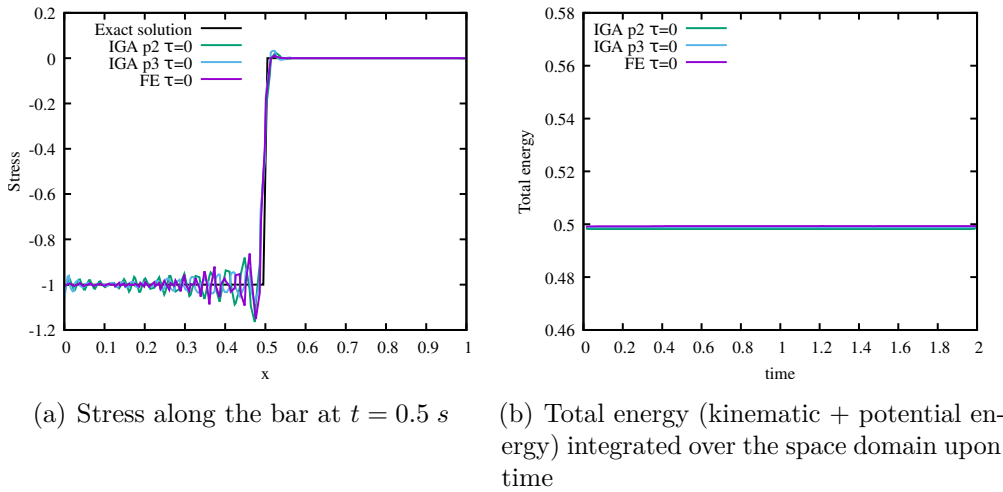 Exact solution
IGA p2 τ=0
IGA p3 τ=0
FE τ=0
0.2
0
-0.2
-0.4
-0.6
-0.8
-1
-1.2
Stress
0 0.1 0.2 0.3 0.4 0.5 0.6 0.7 0.8 0.9 1
x
(a) Stress along the bar at t = 0.5 s
IGA p2 τ=0
IGA p3 τ=0
FE τ=0
0.58
0.56
0.54
0.52
0.5
0.48
0.46
Total energy
0 0.2 0.4 0.6 0.8 1 1.2 1.4 1.6 1.8 2
time
(b) Total energy (kinematic + potential en-
ergy) integrated over the space domain upon
time